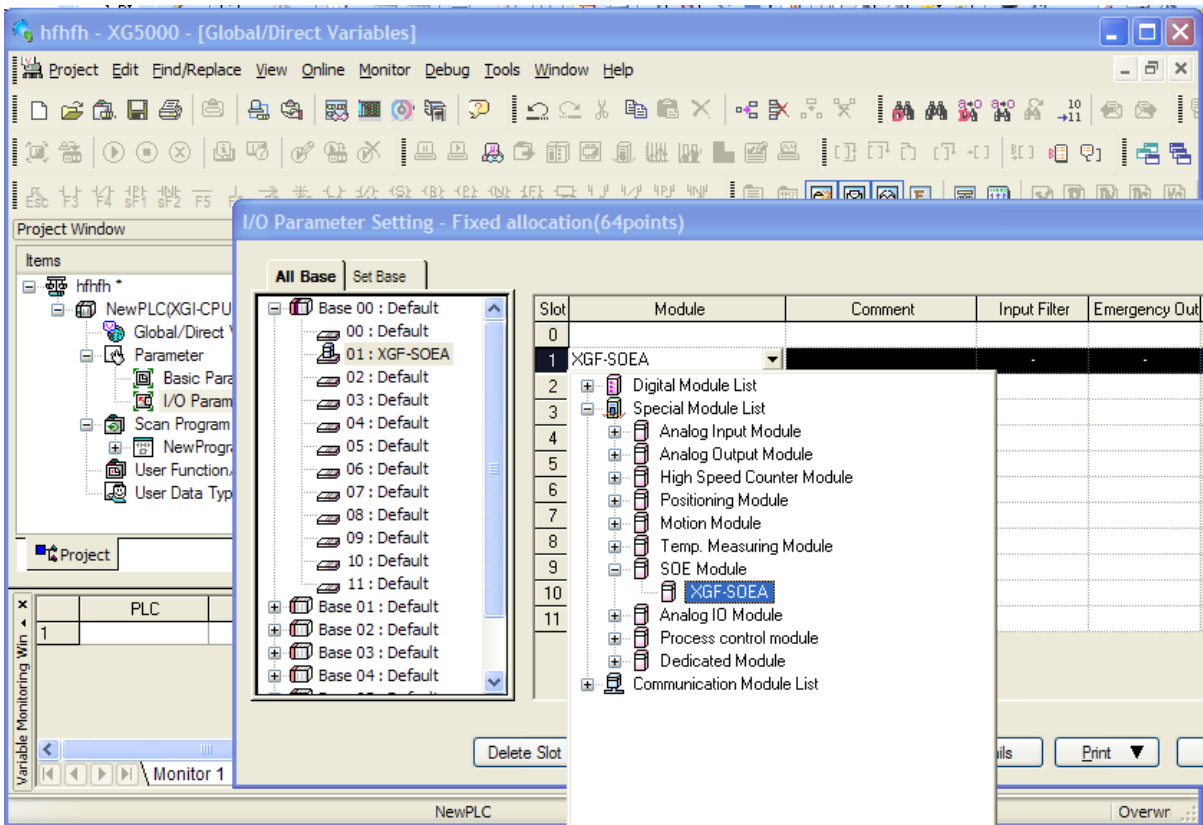 hfhfh - XG5000 - [Global/Direct Variables]
Project Edit Find/Replace View Online Monitor Debug Tools Window Help
Esc F3 F4 sF1 sF2 F5
Project Window
Items
hfhfh *
NewPLC(XGI-CPU
Global/Direct
Parameter
Basic Para
I/O Param
Scan Program
NewProgra
User Function
User Data Typ
Project
I/O Parameter Setting - Fixed allocation(64points)
All Base Set Base
Base 00 : Default
00 : Default
01 : XGF-SOEA
02 : Default
03 : Default
04 : Default
05 : Default
06 : Default
07 : Default
08 : Default
09 : Default
10 : Default
11 : Default
Base 01 : Default
Base 02 : Default
Base 03 : Default
Base 04 : Default
Slot Module Comment Input Filter Emergency Out
0
1 XGF-SOEA - -
2
3
4
5
6
7
8
9
10
11
Digital Module List
Special Module List
Analog Input Module
Analog Output Module
High Speed Counter Module
Positioning Module
Motion Module
Temp. Measuring Module
SOE Module
XGF-SOEA
Analog IO Module
Process control module
Dedicated Module
Communication Module List
Delete Slot ails Print ▼
Variable Monitoring Win
PLC
1
Monitor 1
NewPLC Overwr